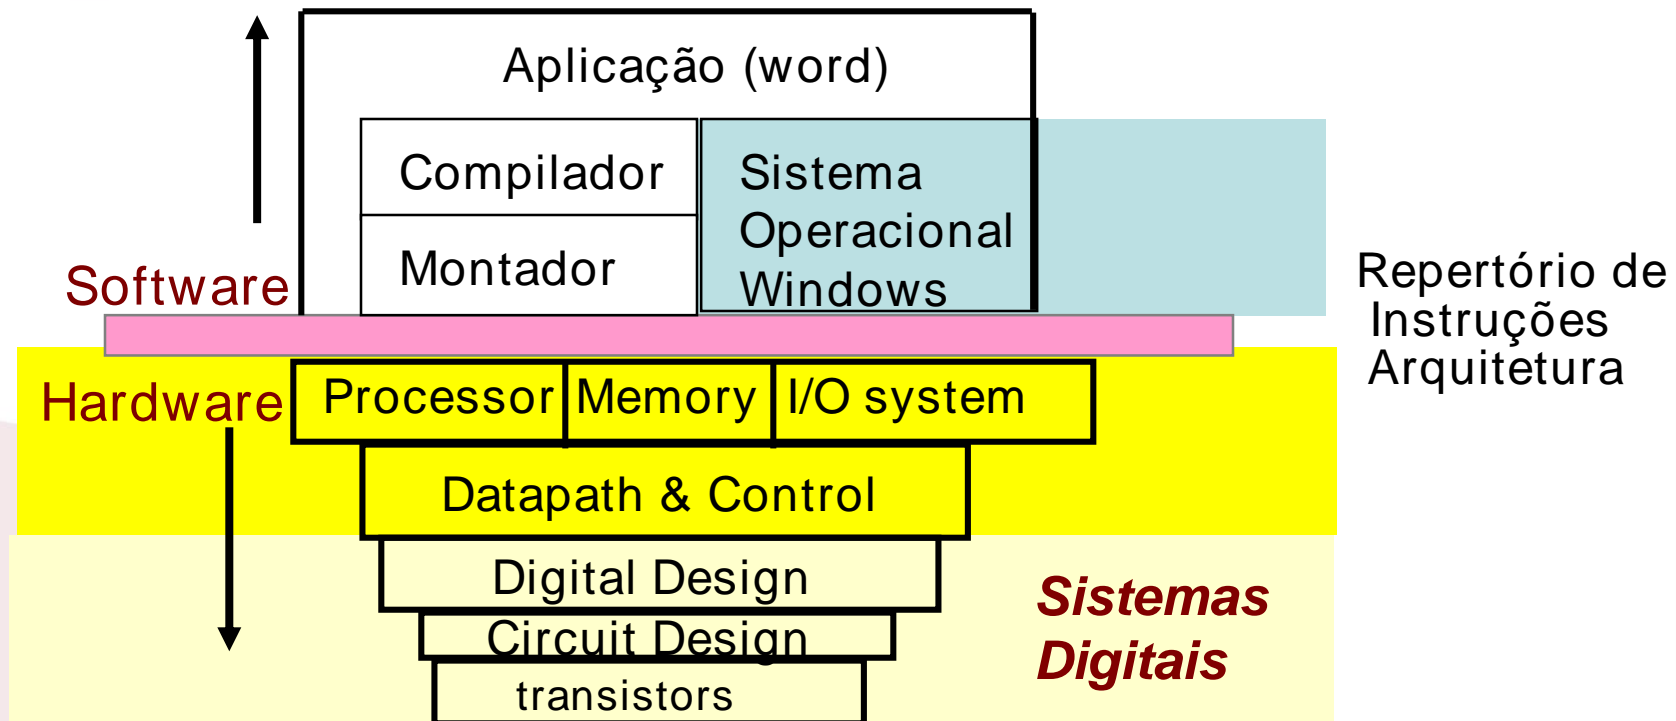 Aplicação (word)
Compilador
Montador
Sistema
Operacional
Windows
Software
Repertório de
Instruções
Arquitetura
Hardware
Processor
Memory
I/O system
Datapath & Control
Digital Design
Circuit Design
transistors
Sistemas
Digitais